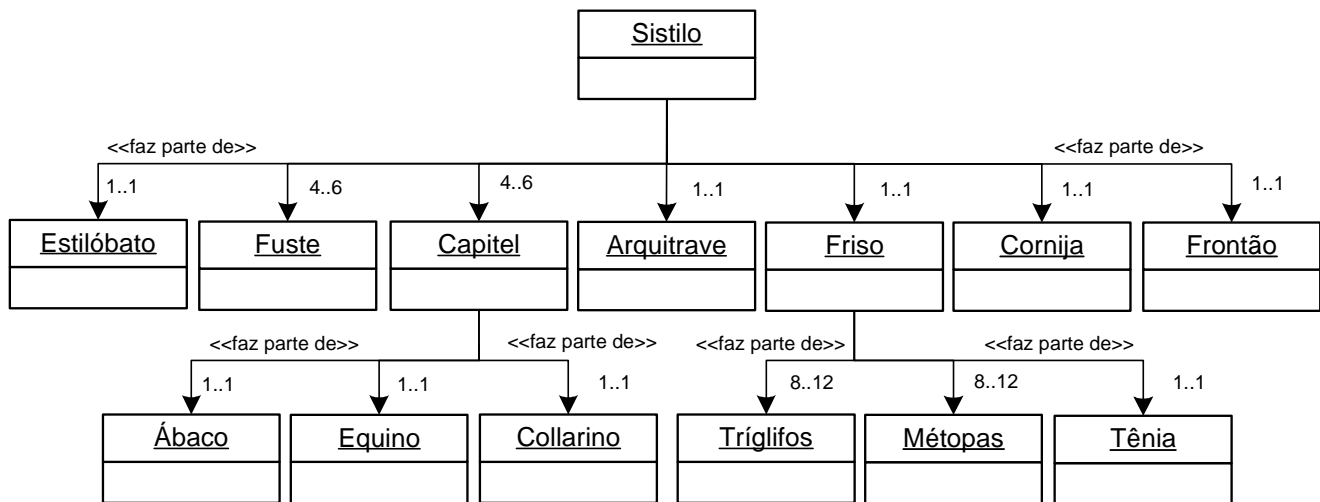 Sistilo
<<faz parte de>>
<<faz parte de>>
1..1
4..6
4..6
1..1
1..1
1..1
1..1
Estilóbato
Fuste
Capitel
Arquitrave
Friso
Cornija
Frontão
<<faz parte de>>
<<faz parte de>>
<<faz parte de>>
<<faz parte de>>
1..1
1..1
1..1
8..12
8..12
1..1
Ábaco
Equino
Collarino
Tríglifos
Métopas
Tênia